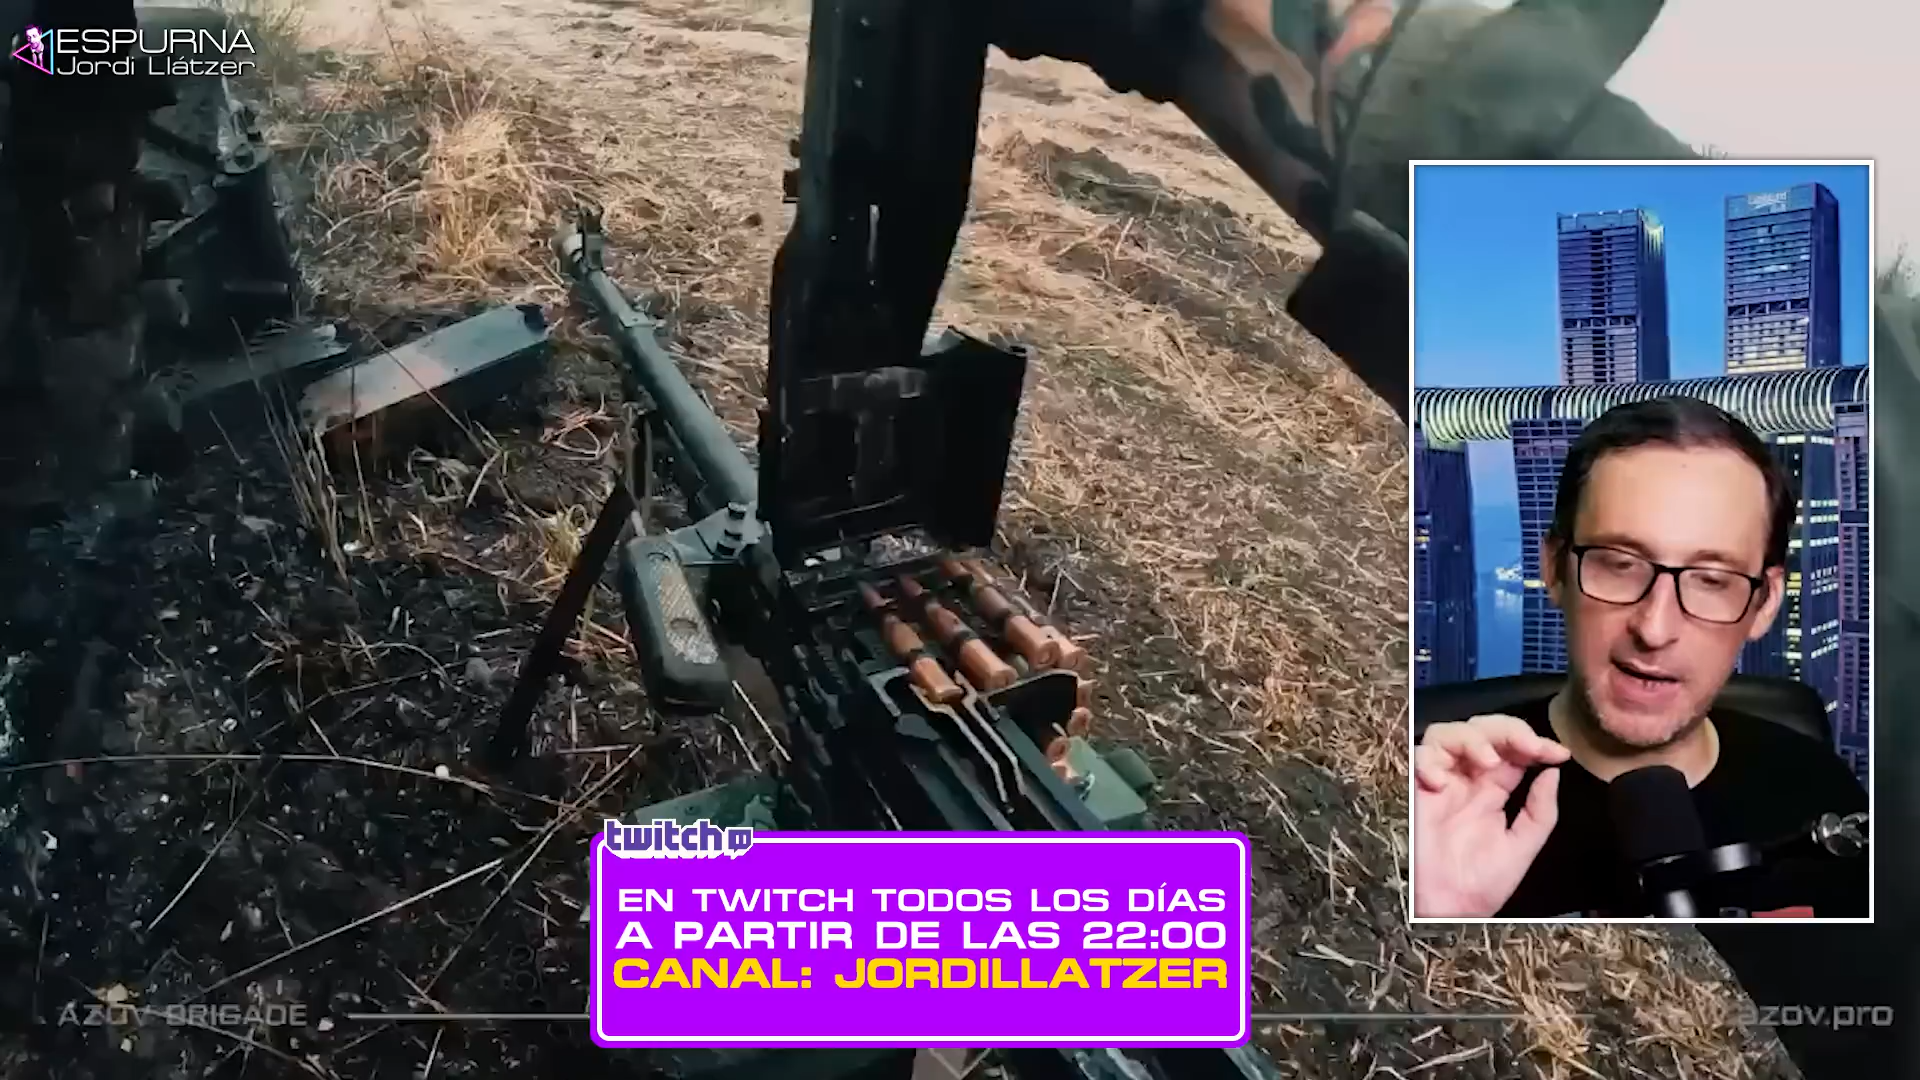 ESPURNA
Jordi Llátzer
twitch
EN TWITCH TODOS LOS DÍAS
A PARTIR DE LAS 22:00
CANAL: JORDILLATZER
AZOV BRIGADE
azov.pro